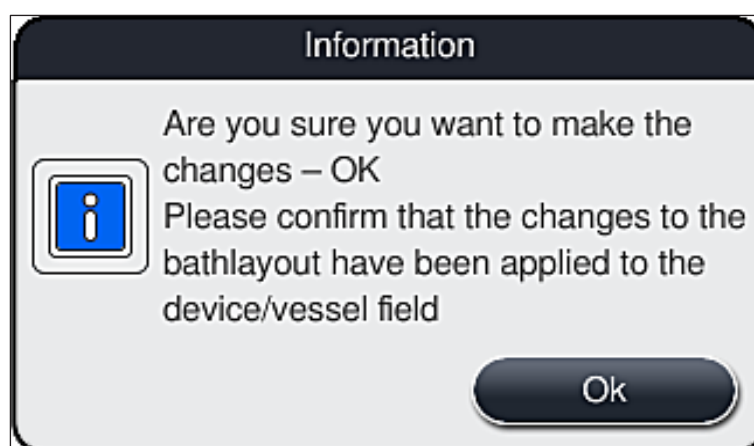 Information
Are you sure you want to make the
changes – OK
Please confirm that the changes to the
bathlayout have been applied to the
device/vessel field
Ok